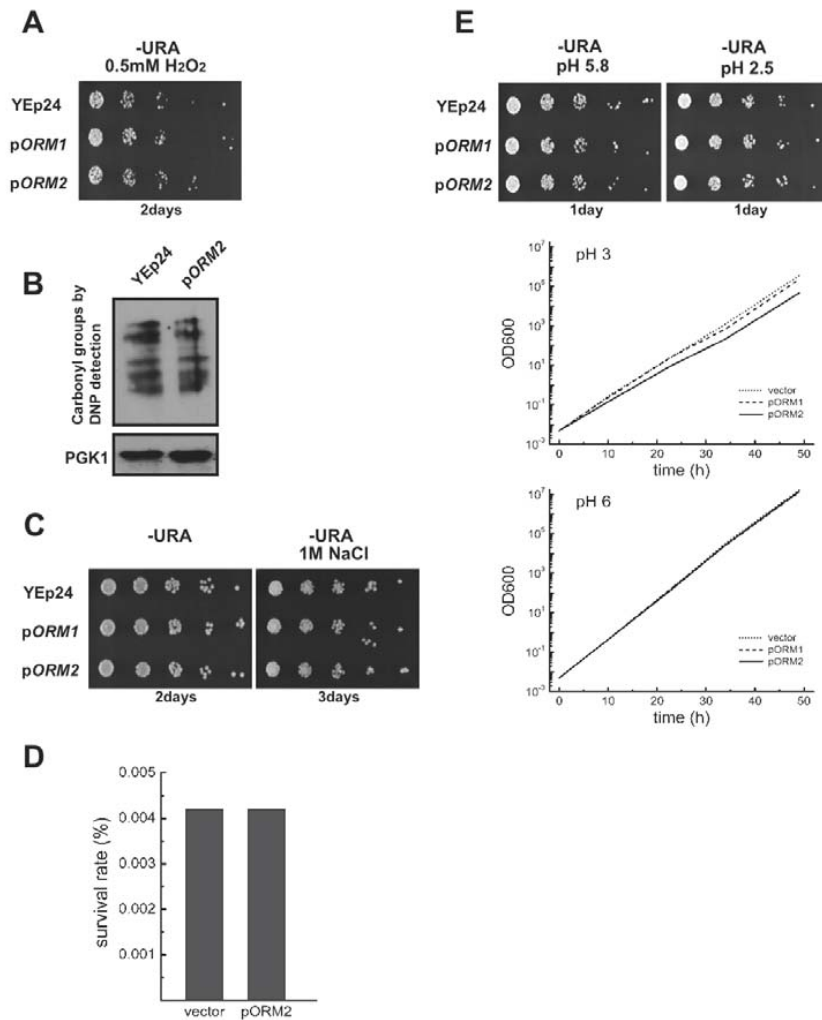 A
-URA
0.5mM H2O2
YEp24
pORM1
pORM2
2days
B
YEp24
pORM2
Carbonyl groups by
DNP detection
PGK1
C
-URA
-URA
1M NaCl
YEp24
pORM1
pORM2
2days
3days
D
survival rate (%)
0.005
0.004
0.003
0.002
0.001
vector
pORM2
E
-URA
pH 5.8
-URA
pH 2.5
YEp24
pORM1
pORM2
1day
1day
pH 3
OD600
10^7
10^5
10^3
10^1
10^-1
10^-3
vector
pORM1
pORM2
0 10 20 30 40 50
time (h)
pH 6
OD600
10^7
10^5
10^3
10^1
10^-1
10^-3
vector
pORM1
pORM2
0 10 20 30 40 50
time (h)